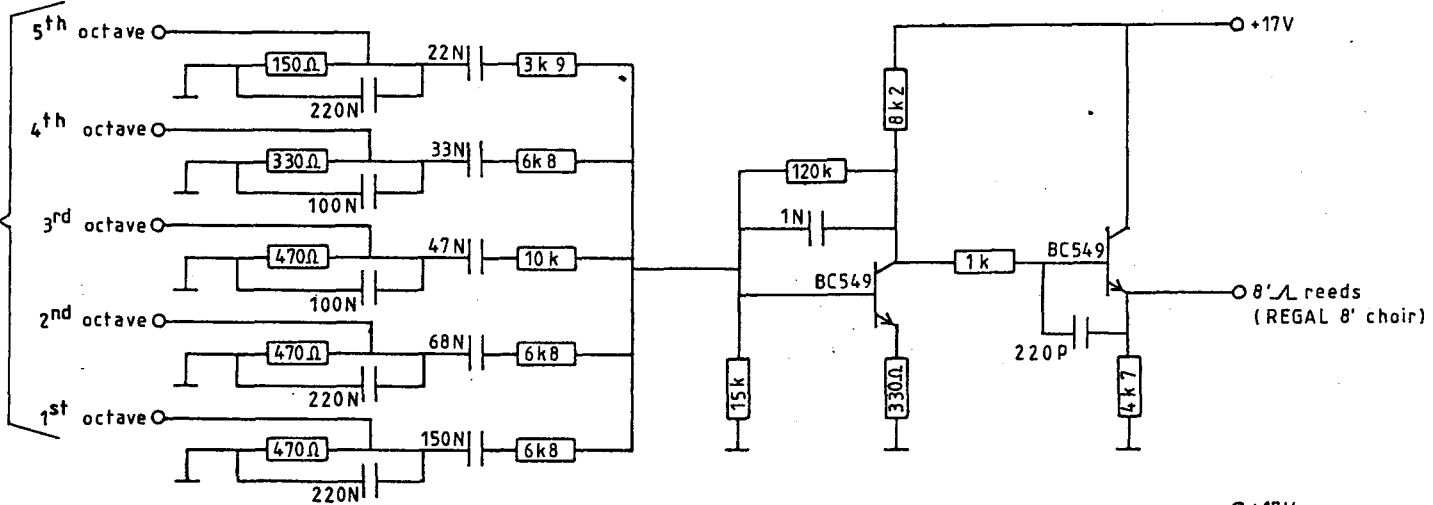 5th octave
150Ω
220N
22N
3k9
4th octave
330Ω
100N
33N
6k8
3rd octave
470Ω
100N
47N
10k
2nd octave
470Ω
220N
68N
6k8
1st octave
470Ω
220N
150N
6k8
+17V
8k2
120k
1N
BC549
15k
330Ω
1k
BC549
220P
4k7
8' reeds
(REGAL 8' choir)